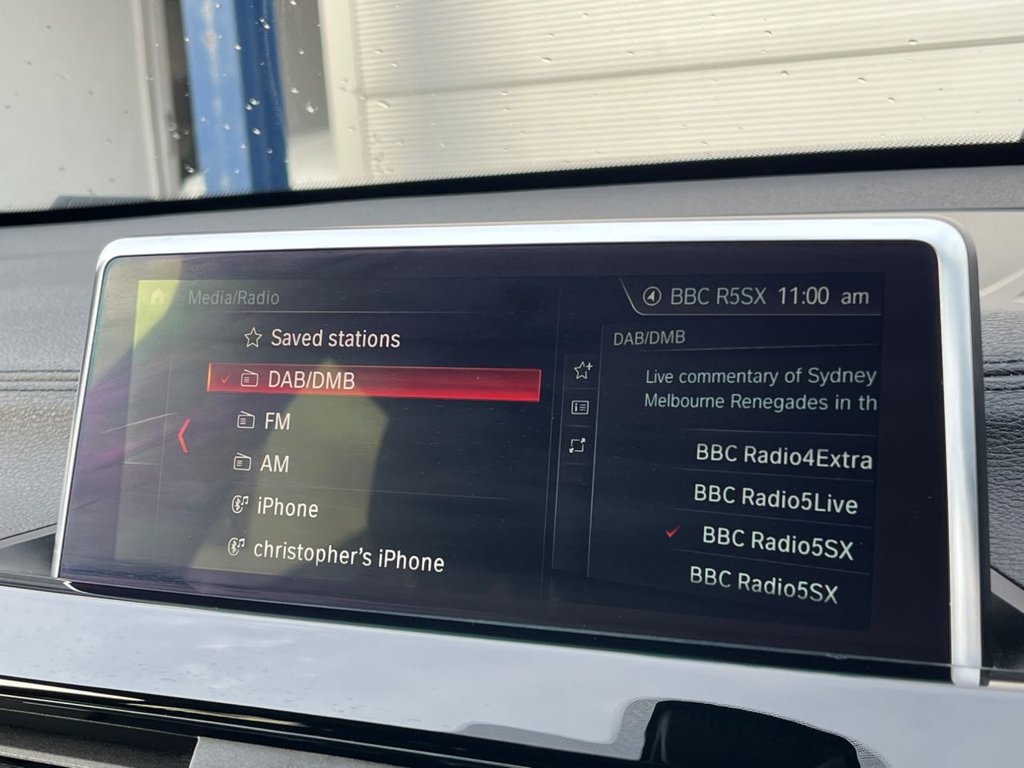 Media/Radio
BBC R5SX 11:00 am
Saved stations
DAB/DMB
FM
AM
iPhone
christopher's iPhone
DAB/DMB
Live commentary of Sydney
Melbourne Renegades in th
BBC Radio4Extra
BBC Radio5Live
BBC Radio5SX
BBC Radio5SX